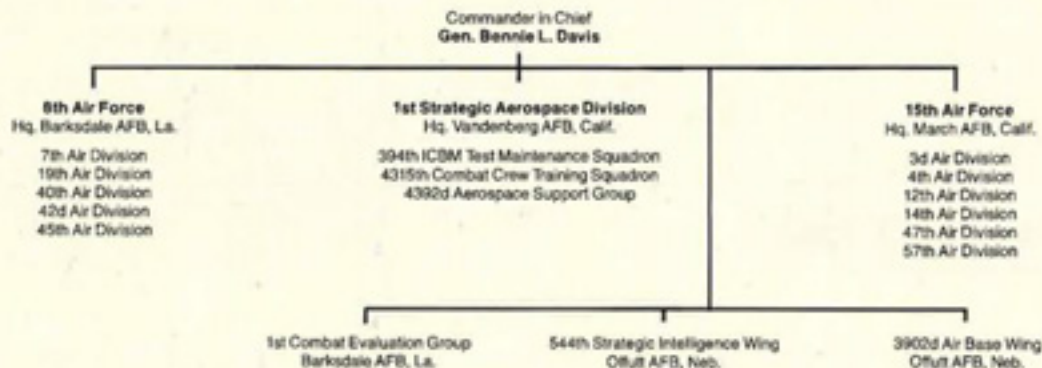 Commander in Chief
Gen. Bennie L. Davis
8th Air Force
Hq. Barksdale AFB, La.
7th Air Division
19th Air Division
40th Air Division
42d Air Division
45th Air Division
1st Strategic Aerospace Division
Hq. Vandenberg AFB, Calif.
394th ICBM Test Maintenance Squadron
4315th Combat Crew Training Squadron
4392d Aerospace Support Group
15th Air Force
Hq. March AFB, Calif.
3d Air Division
4th Air Division
12th Air Division
14th Air Division
47th Air Division
57th Air Division
1st Combat Evaluation Group
Barksdale AFB, La.
544th Strategic Intelligence Wing
Offutt AFB, Neb.
3902d Air Base Wing
Offutt AFB, Neb.